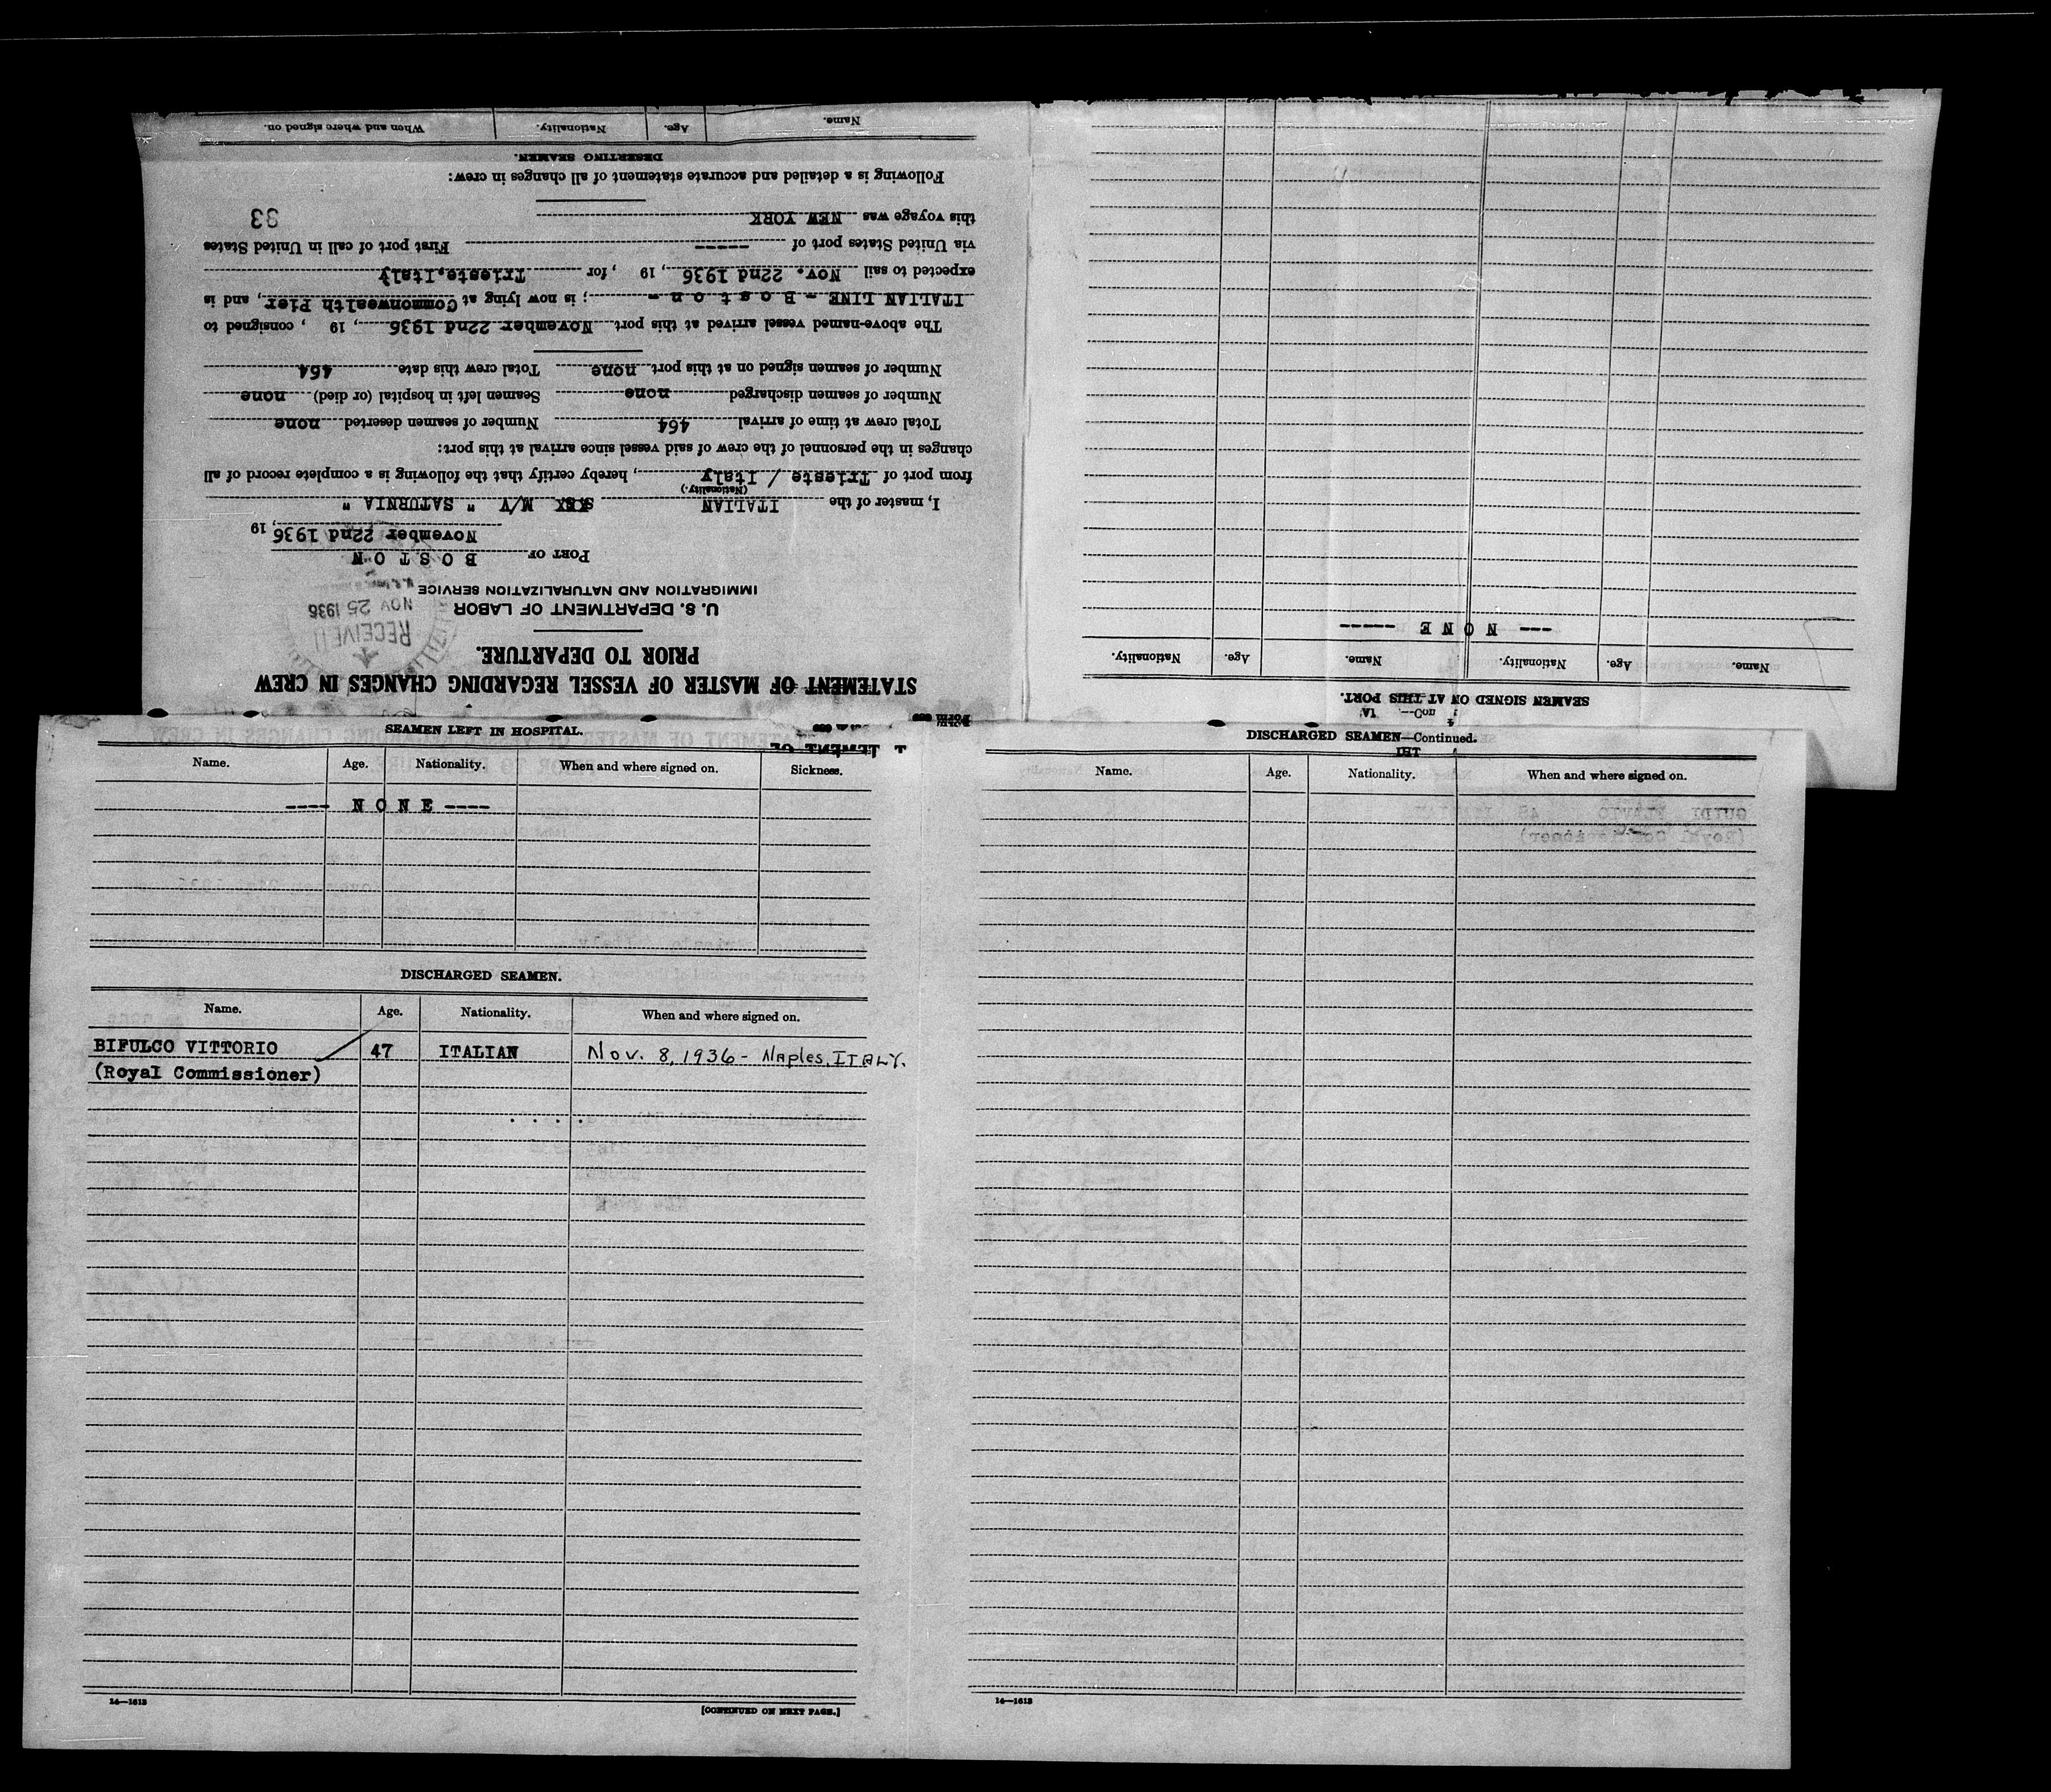 STATEMENT OF MASTER OF VESSEL REGARDING CHANGES IN CREW
PRIOR TO DEPARTURE.
U. S. DEPARTMENT OF LABOR
IMMIGRATION AND NATURALIZATION SERVICE
RECEIVED
NOV 25 1936
PORT OF BOSTON
November 22nd 1936, 19
I, master of the ITALIAN M/V " SATURNIA "
(Nationality.)
from port of Trieste / Italy, hereby certify that the following is a complete record of all
changes in the personnel of the crew of said vessel since arrival at this port:
Total crew at time of arrival 464 Number of seamen deserted none
Number of seamen discharged none Seamen left in hospital (or died) none
Number of seamen signed on at this port none Total crew this date 464
The above-named vessel arrived at this port November 22nd 1936, 19 , consigned to
ITALIAN LINE - Boston - ; is now lying at Commonwealth Pier, and is
expected to sail Nov. 22nd 1936, 19 , for Trieste, Italy
via United States port of ----- First port of call in United States
this voyage was NEW YORK
33
Following is a detailed and accurate statement of all changes in crew:
DESERTING SEAMEN.
Name. Age. Nationality. When and where signed on.
SEAMEN SIGNED ON AT THIS PORT.
Name. Age. Nationality. Name. Age. Nationality.
--- NONE -----
SEAMEN LEFT IN HOSPITAL.
Name. Age. Nationality. When and where signed on. Sickness.
---- NONE ----
DISCHARGED SEAMEN.
Name. Age. Nationality. When and where signed on.
BIFULCO VITTORIO 47 ITALIAN Nov. 8, 1936 - Naples, ITALY.
(Royal Commissioner)
14—1613
[CONTINUED ON NEXT PAGE.]
DISCHARGED SEAMEN—Continued.
Name. Age. Nationality. When and where signed on.
14—1613